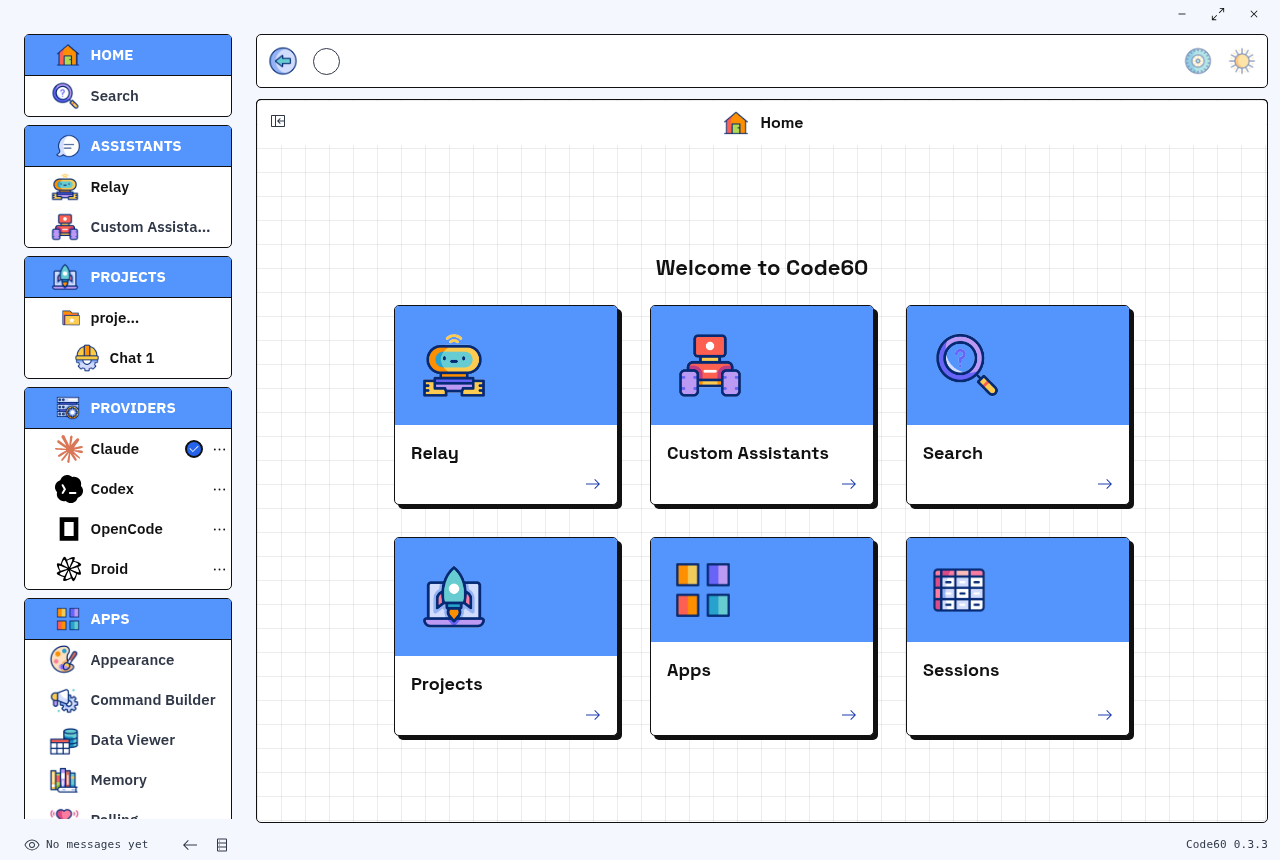 HOME
Search
ASSISTANTS
Relay
Custom Assista...
PROJECTS
proje...
Chat 1
PROVIDERS
Claude
Codex
OpenCode
Droid
APPS
Appearance
Command Builder
Data Viewer
Memory
Polling
No messages yet
Home
Welcome to Code60
Relay
Custom Assistants
Search
Projects
Apps
Sessions
Code60 0.3.3